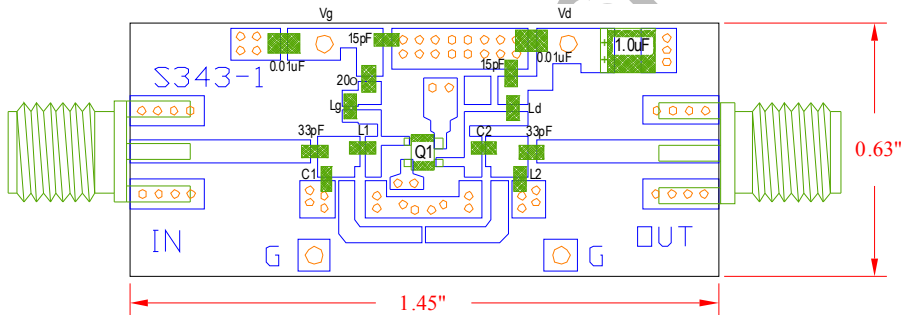 Vg
Vd
15pF
0.01uF
15pF
0.01uF
+ 1.0uF
+
S343-1
20
Lg
Ld
33pF
L1
C2
33pF
Q1
C1
L2
0.63"
IN
OUT
G
G
1.45"